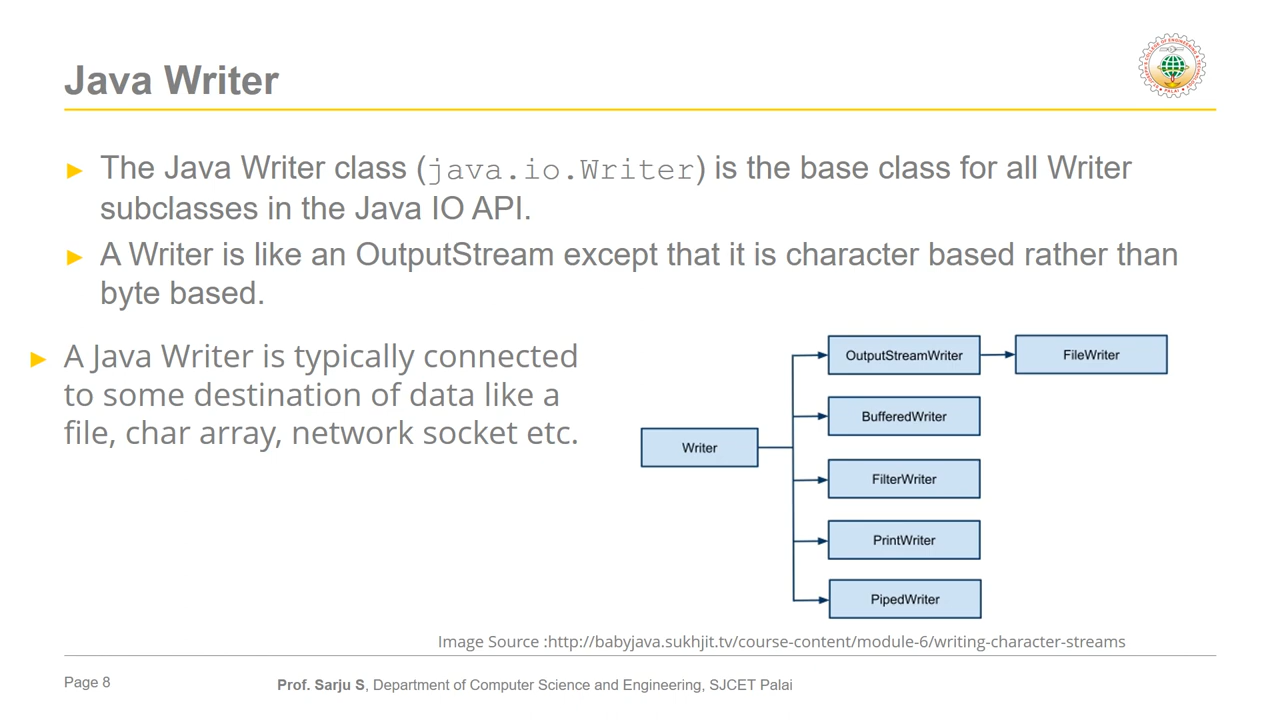 Java Writer
► The Java Writer class (java.io.Writer) is the base class for all Writer
subclasses in the Java IO API.
► A Writer is like an OutputStream except that it is character based rather than
byte based.
► A Java Writer is typically connected
to some destination of data like a
file, char array, network socket etc.
Writer
OutputStreamWriter
FileWriter
BufferedWriter
FilterWriter
PrintWriter
PipedWriter
Image Source :http://babyjava.sukhjit.tv/course-content/module-6/writing-character-streams
Page 8
Prof. Sarju S, Department of Computer Science and Engineering, SJCET Palai